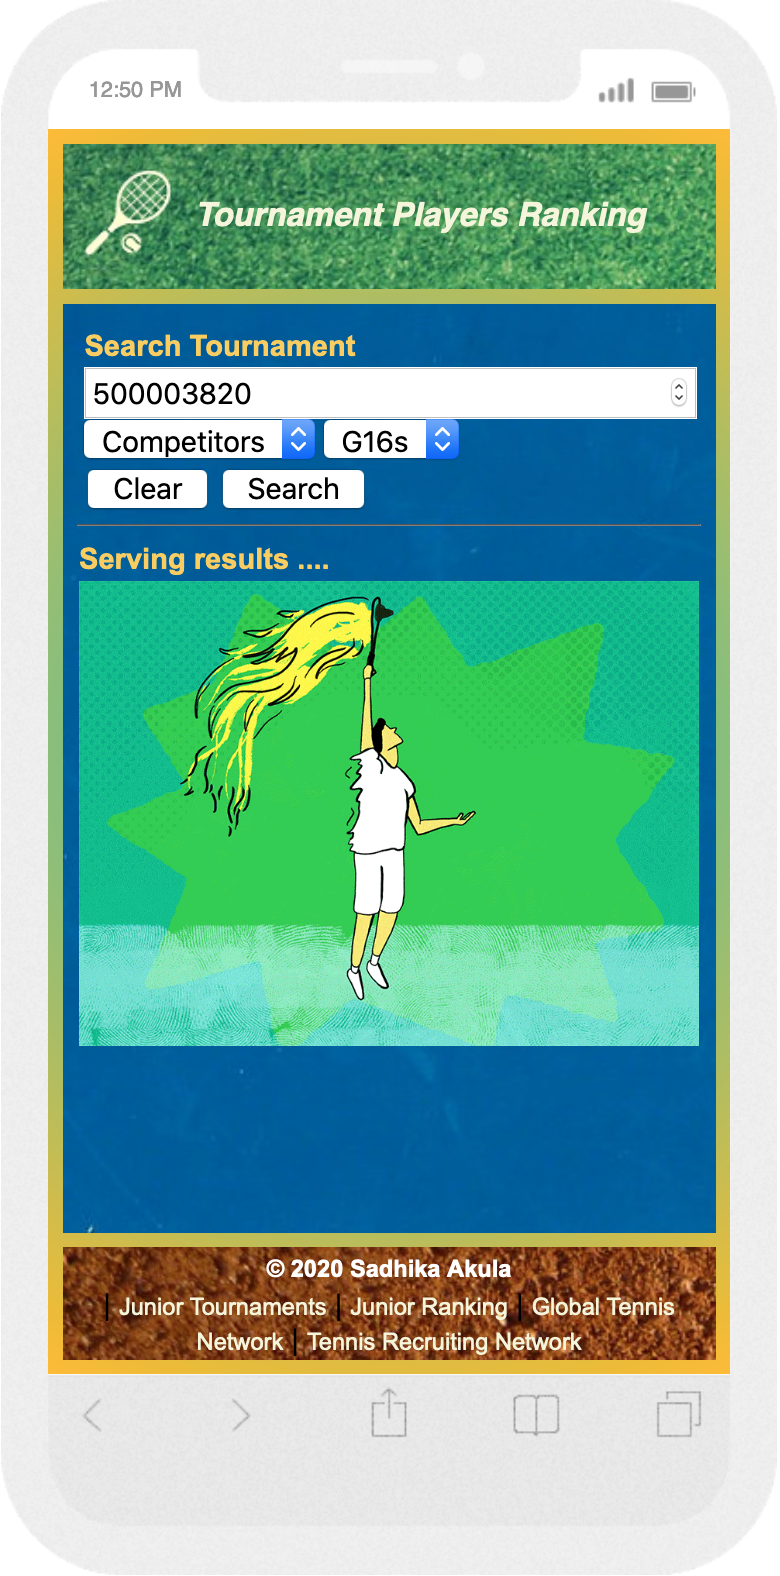 12:50 PM
Tournament Players Ranking
Search Tournament
500003820
Competitors G16s
Clear Search
Serving results ....
© 2020 Sadhika Akula
| Junior Tournaments | Junior Ranking | Global Tennis
Network | Tennis Recruiting Network